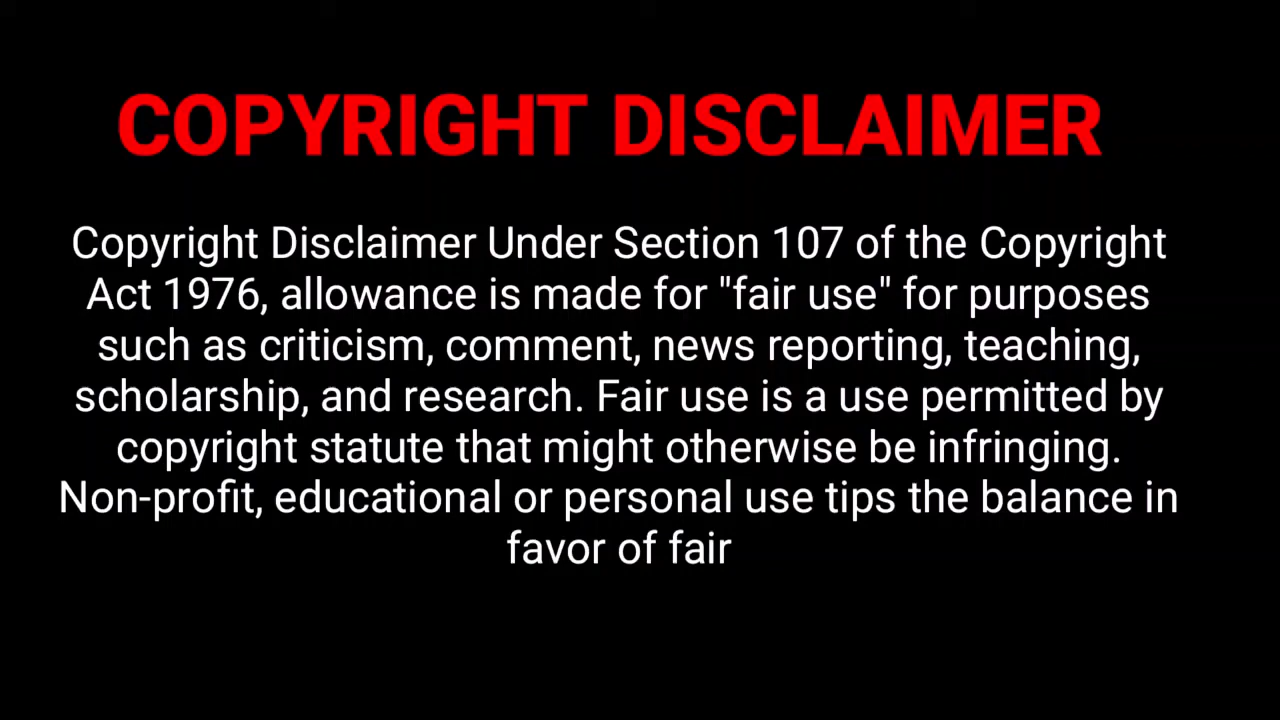 COPYRIGHT DISCLAIMER
Copyright Disclaimer Under Section 107 of the Copyright
Act 1976, allowance is made for "fair use" for purposes
such as criticism, comment, news reporting, teaching,
scholarship, and research. Fair use is a use permitted by
copyright statute that might otherwise be infringing.
Non-profit, educational or personal use tips the balance in
favor of fair